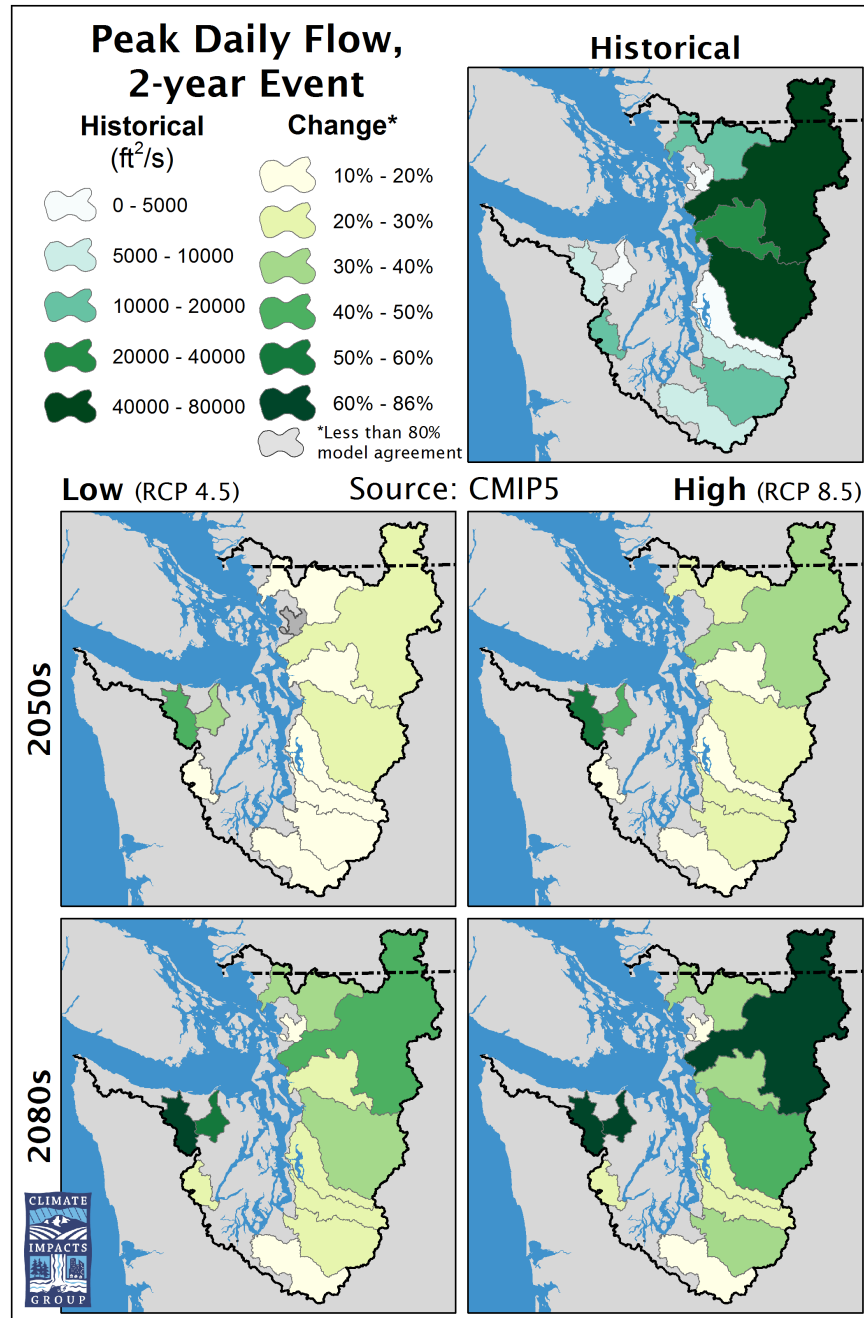 Peak Daily Flow,
2-year Event
Historical
(ft²/s)
0 - 5000
5000 - 10000
10000 - 20000
20000 - 40000
40000 - 80000
Change*
10% - 20%
20% - 30%
30% - 40%
40% - 50%
50% - 60%
60% - 86%
*Less than 80%
model agreement
Historical
Low (RCP 4.5)
Source: CMIP5
High (RCP 8.5)
2050s
2080s
CLIMATE
IMPACTS
GROUP